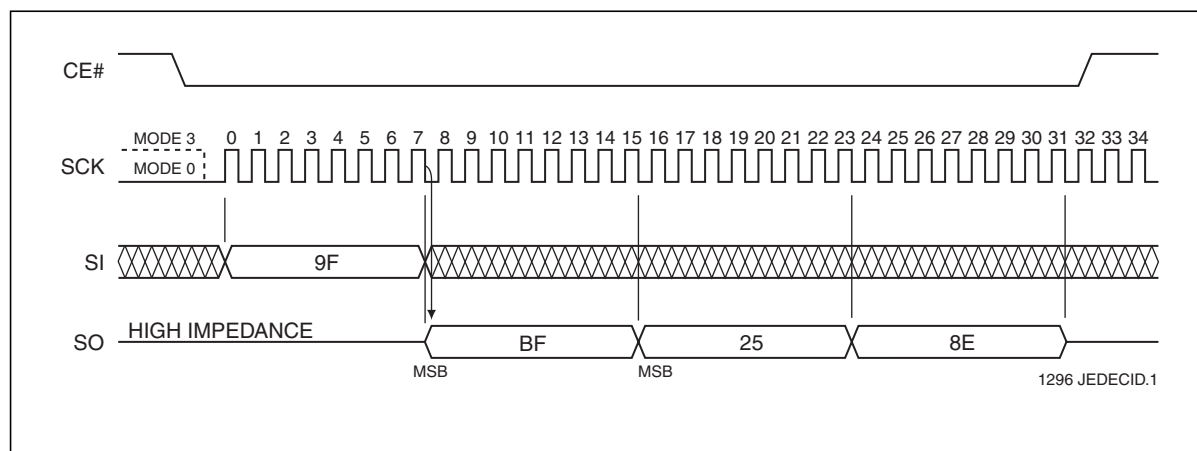 CE#
MODE 3
0 1 2 3 4 5 6 7 8 9 10 11 12 13 14 15 16 17 18 19 20 21 22 23 24 25 26 27 28 29 30 31 32 33 34
SCK
MODE 0
SI
9F
SO
HIGH IMPEDANCE
BF
25
8E
MSB
MSB
1296 JEDECID.1